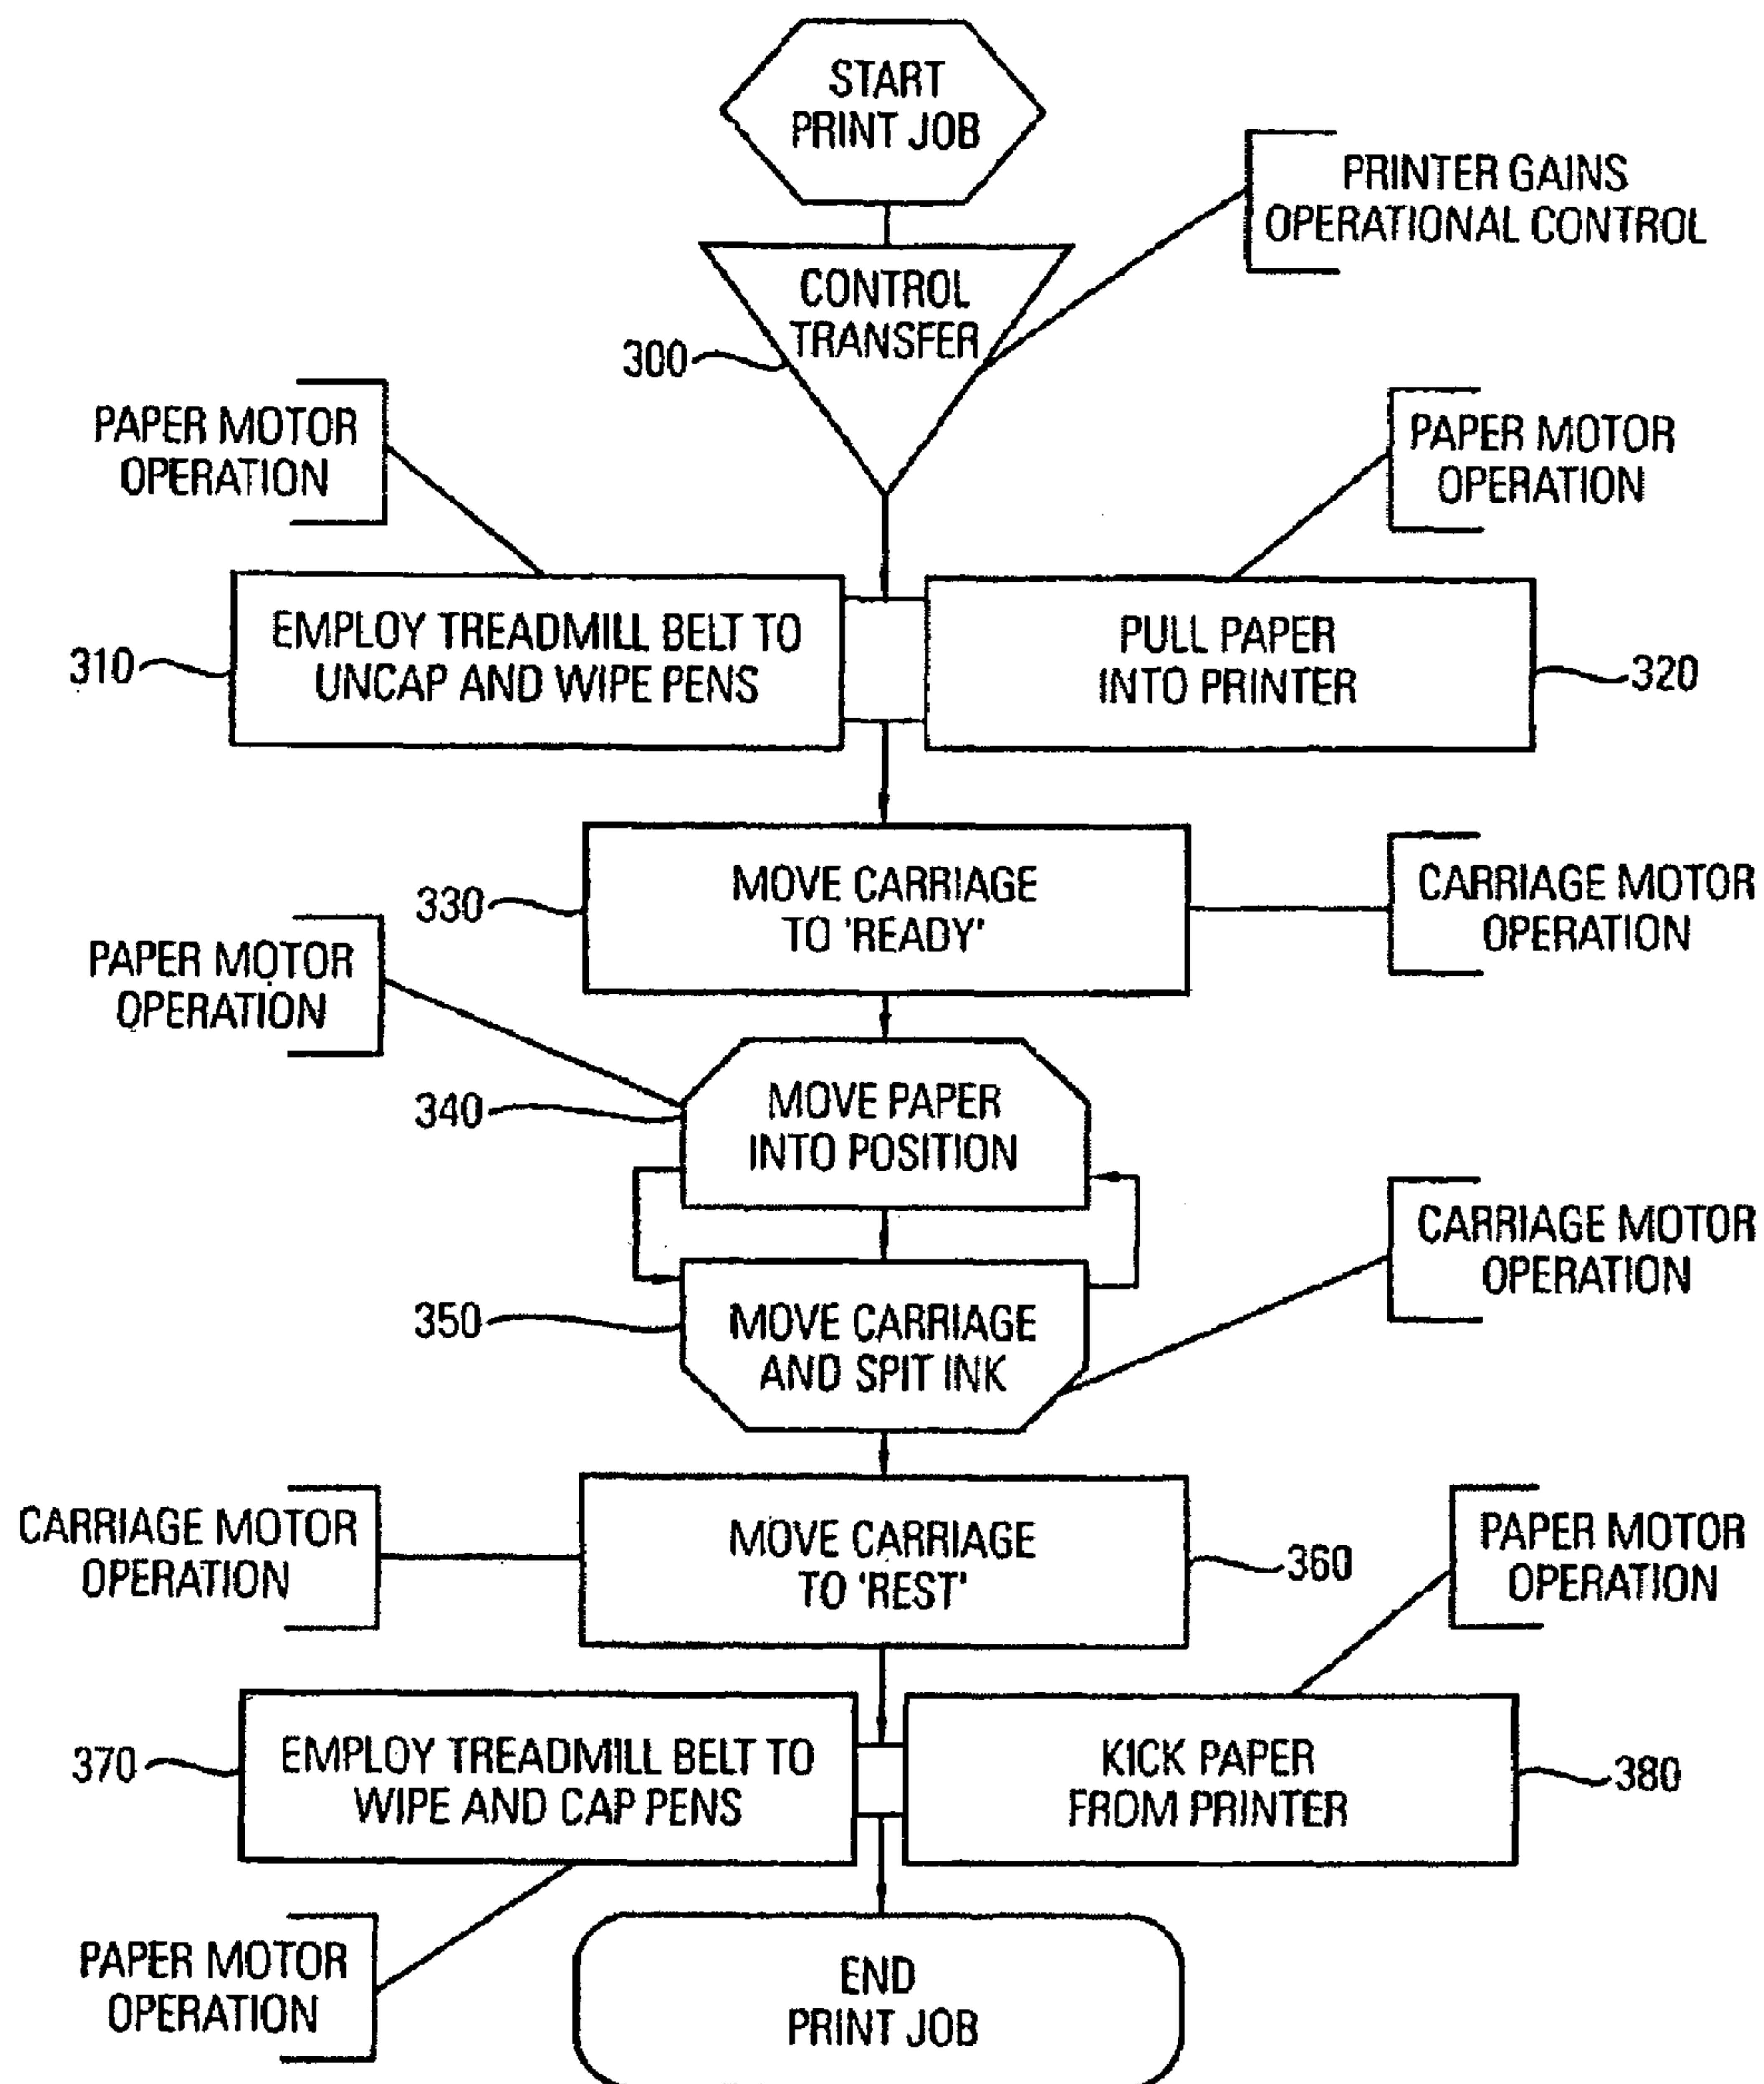 START
PRINT JOB
PRINTER GAINS
OPERATIONAL CONTROL
CONTROL
TRANSFER
300
PAPER MOTOR
OPERATION
PAPER MOTOR
OPERATION
310
EMPLOY TREADMILL BELT TO
UNCAP AND WIPE PENS
PULL PAPER
INTO PRINTER
320
330
MOVE CARRIAGE
TO 'READY'
CARRIAGE MOTOR
OPERATION
PAPER MOTOR
OPERATION
340
MOVE PAPER
INTO POSITION
CARRIAGE MOTOR
OPERATION
350
MOVE CARRIAGE
AND SPIT INK
CARRIAGE MOTOR
OPERATION
MOVE CARRIAGE
TO 'REST'
360
PAPER MOTOR
OPERATION
370
EMPLOY TREADMILL BELT TO
WIPE AND CAP PENS
KICK PAPER
FROM PRINTER
380
PAPER MOTOR
OPERATION
END
PRINT JOB